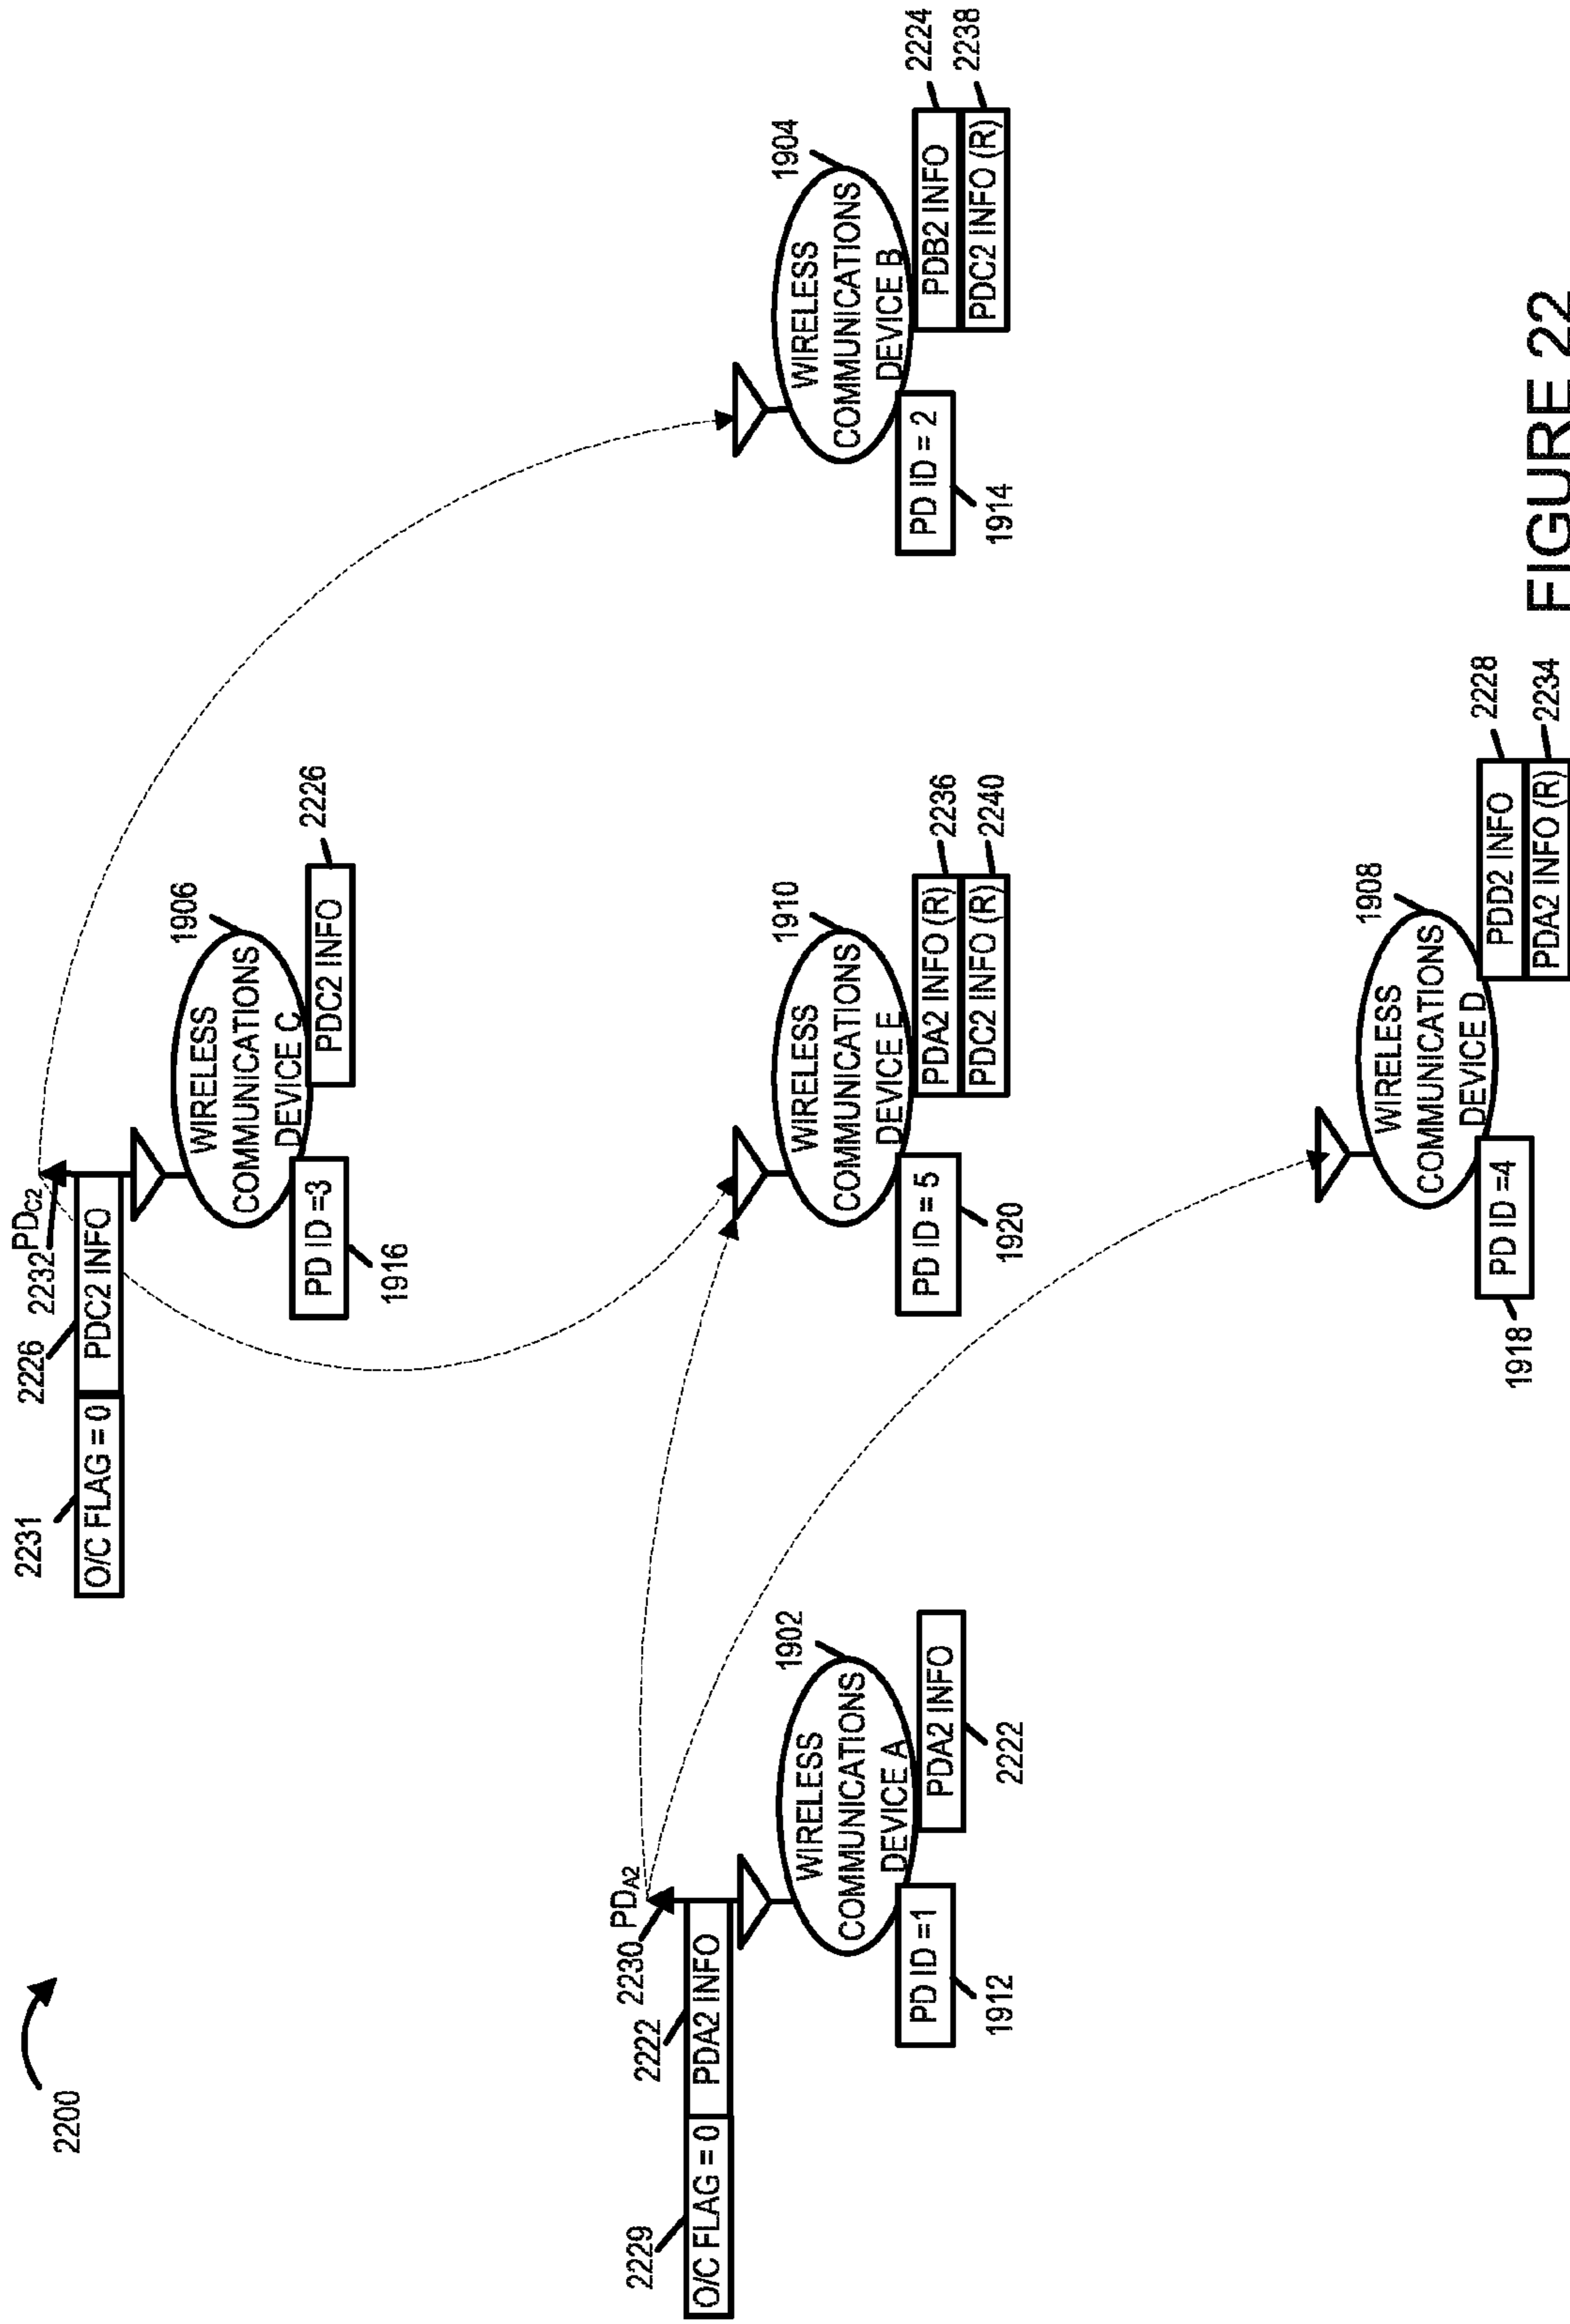 2200
2231
2226
2232
PDC2
O/C FLAG = 0
PDC2 INFO
1906
WIRELESS
COMMUNICATIONS
DEVICE C
PD ID =3
1916
PDC2 INFO
2226
2229
2222
2230
PDA2
O/C FLAG = 0
PDA2 INFO
1902
WIRELESS
COMMUNICATIONS
DEVICE A
PD ID =1
1912
PDA2 INFO
2222
1910
WIRELESS
COMMUNICATIONS
DEVICE E
PD ID = 5
1920
PDA2 INFO (R)
2236
PDC2 INFO (R)
2240
1904
WIRELESS
COMMUNICATIONS
DEVICE B
PD ID = 2
1914
PDB2 INFO
2224
PDC2 INFO (R)
2238
1908
WIRELESS
COMMUNICATIONS
DEVICE D
PD ID =4
1918
PDD2 INFO
2228
PDA2 INFO (R)
2234
FIGURE 22